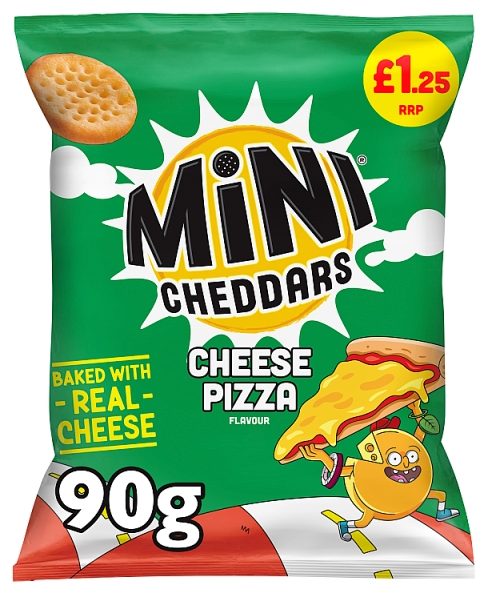 £1.25
RRP
MiNi®
CHEDDARS
CHEESE
PIZZA
FLAVOUR
BAKED WITH
- REAL -
CHEESE
90g